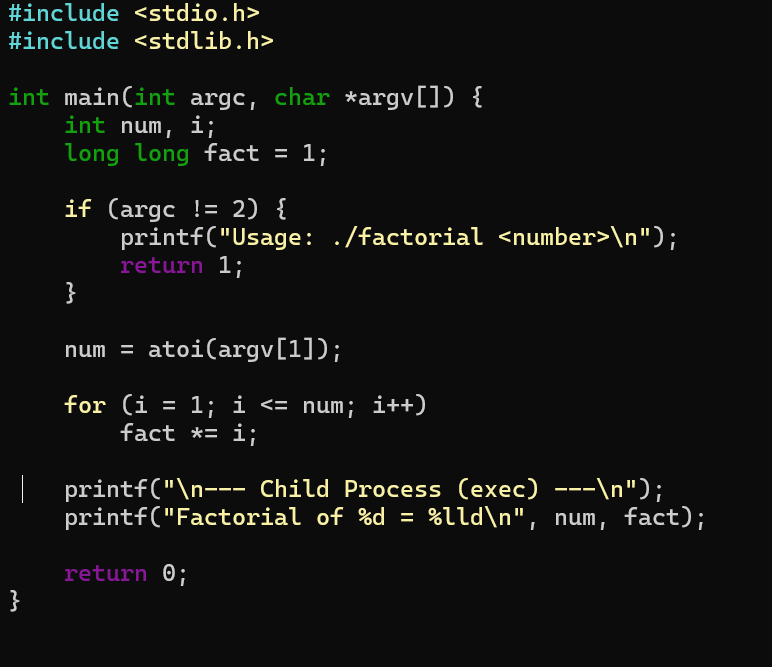 #include <stdio.h>
#include <stdlib.h>

int main(int argc, char *argv[]) {
    int num, i;
    long long fact = 1;

    if (argc != 2) {
        printf("Usage: ./factorial <number>\n");
        return 1;
    }

    num = atoi(argv[1]);

    for (i = 1; i <= num; i++)
        fact *= i;

    printf("\n--- Child Process (exec) ---\n");
    printf("Factorial of %d = %lld\n", num, fact);

    return 0;
}